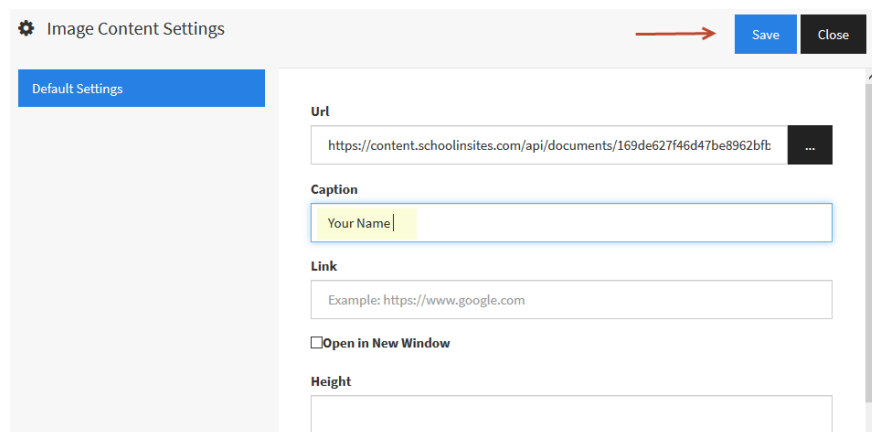 Image Content Settings
Save
Close
Default Settings
Url
https://content.schoolinsites.com/api/documents/169de627f46d47be8962bfb
...
Caption
Your Name
Link
Example: https://www.google.com
Open in New Window
Height